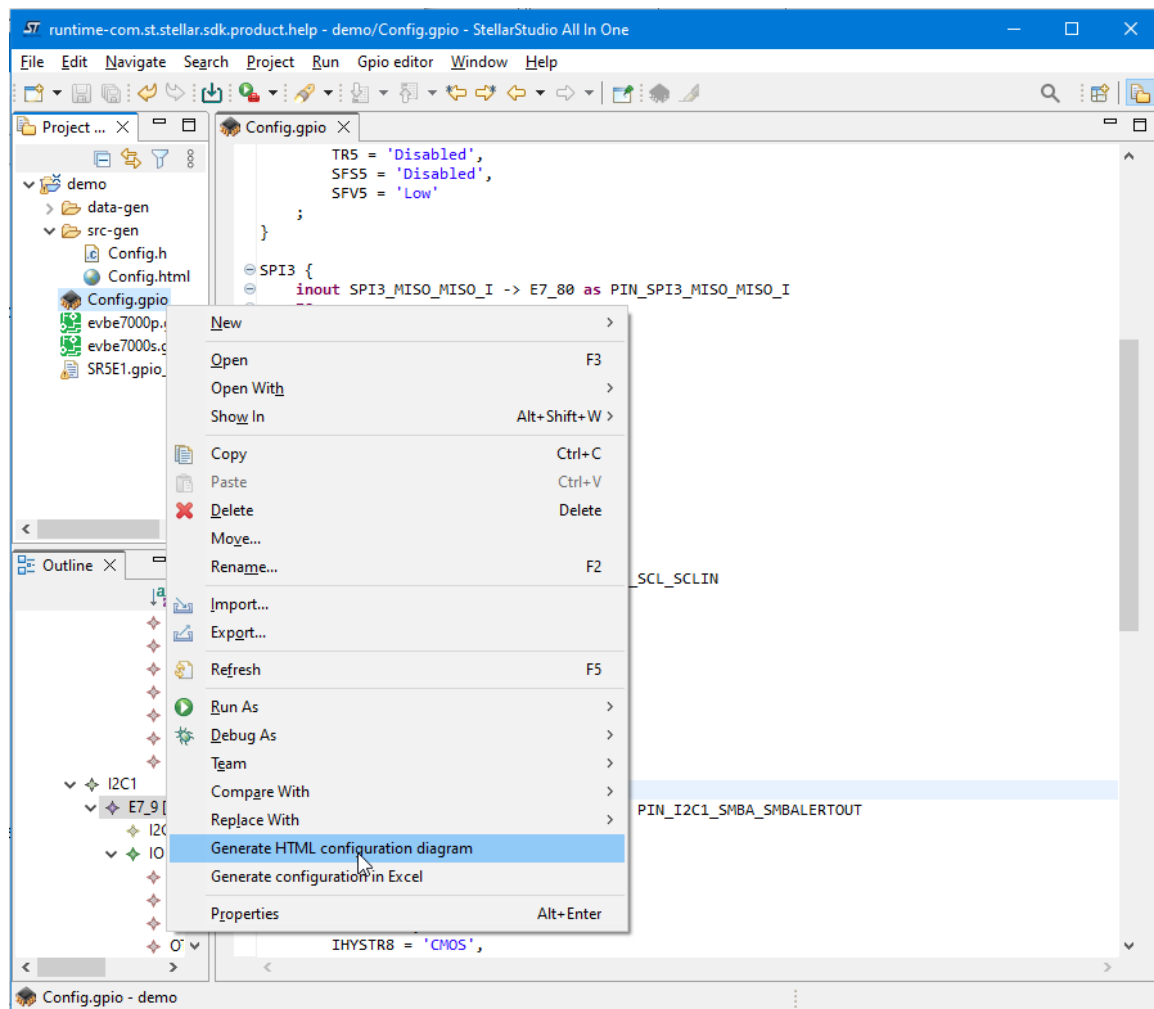 runtime-com.st.stellar.sdk.product.help - demo/Config.gpio - StellarStudio All In One
File Edit Navigate Search Project Run Gpio editor Window Help
Project ...
Config.gpio
demo
data-gen
src-gen
Config.h
Config.html
Config.gpio
evbe7000p.g
evbe7000s.g
SR5E1.gpio_
TR5 = 'Disabled',
SFS5 = 'Disabled',
SFV5 = 'Low'
;
}
SPI3 {
inout SPI3_MISO_MISO_I -> E7_80 as PIN_SPI3_MISO_MISO_I
New
Open F3
Open With
Show In Alt+Shift+W
Copy Ctrl+C
Paste Ctrl+V
Delete Delete
Move...
Rename... F2
Import...
Export...
Refresh F5
Run As
Debug As
Team
Compare With
Replace With
Generate HTML configuration diagram
Generate configuration in Excel
Properties Alt+Enter
_SCL_SCLIN
PIN_I2C1_SMBA_SMBALERTOUT
IHYSTR8 = 'CMOS',
Outline
I2C1
E7_9 [
I2C
IO
Config.gpio - demo